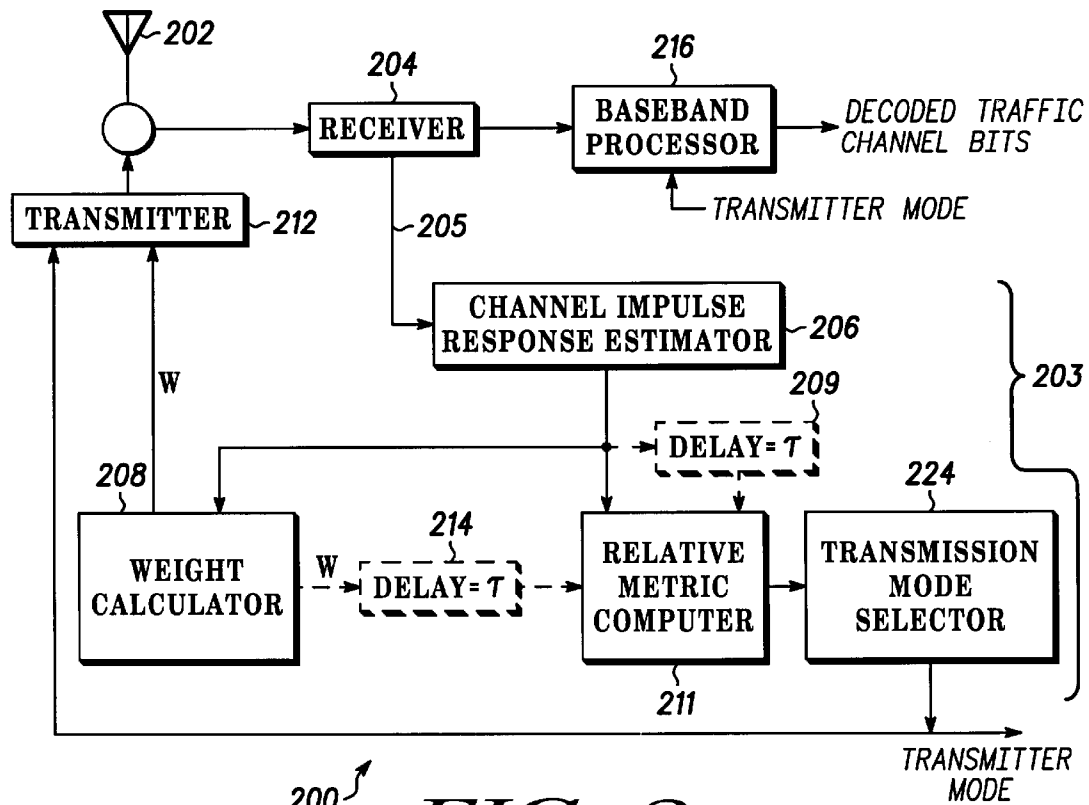 202
204
216
RECEIVER
BASEBAND
PROCESSOR
DECODED TRAFFIC
CHANNEL BITS
TRANSMITTER
212
205
TRANSMITTER MODE
CHANNEL IMPULSE
RESPONSE ESTIMATOR
206
203
W
209
DELAY= τ
208
214
224
WEIGHT
CALCULATOR
W
DELAY= τ
RELATIVE
METRIC
COMPUTER
TRANSMISSION
MODE
SELECTOR
211
TRANSMITTER
MODE
200